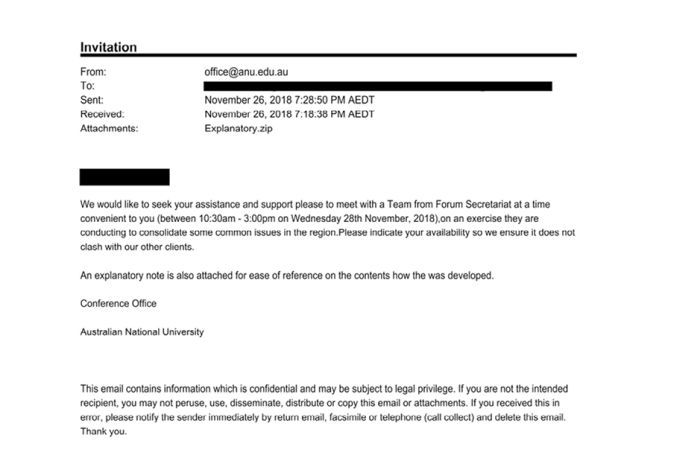 Invitation
From: office@anu.edu.au
To:
Sent: November 26, 2018 7:28:50 PM AEDT
Received: November 26, 2018 7:18:38 PM AEDT
Attachments: Explanatory.zip
We would like to seek your assistance and support please to meet with a Team from Forum Secretariat at a time
convenient to you (between 10:30am - 3:00pm on Wednesday 28th November, 2018),on an exercise they are
conducting to consolidate some common issues in the region.Please indicate your availability so we ensure it does not
clash with our other clients.
An explanatory note is also attached for ease of reference on the contents how the was developed.
Conference Office
Australian National University
This email contains information which is confidential and may be subject to legal privilege. If you are not the intended
recipient, you may not peruse, use, disseminate, distribute or copy this email or attachments. If you received this in
error, please notify the sender immediately by return email, facsimile or telephone (call collect) and delete this email.
Thank you.